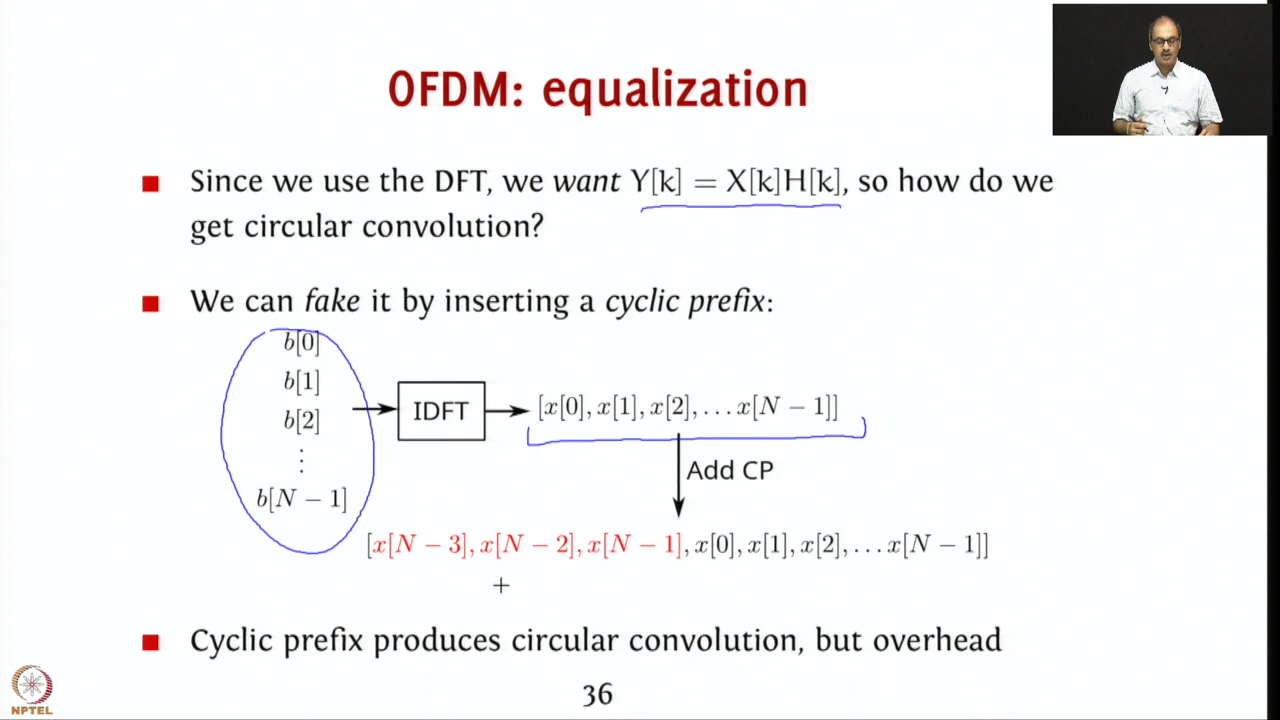 OFDM: equalization
Since we use the DFT, we want Y[k] = X[k]H[k], so how do we
get circular convolution?
We can fake it by inserting a cyclic prefix:
b[0]
b[1]
b[2]
⋮
b[N − 1]
IDFT
[x[0], x[1], x[2], . . . x[N − 1]]
Add CP
[x[N − 3], x[N − 2], x[N − 1], x[0], x[1], x[2], . . . x[N − 1]]
+
Cyclic prefix produces circular convolution, but overhead
36
NPTEL